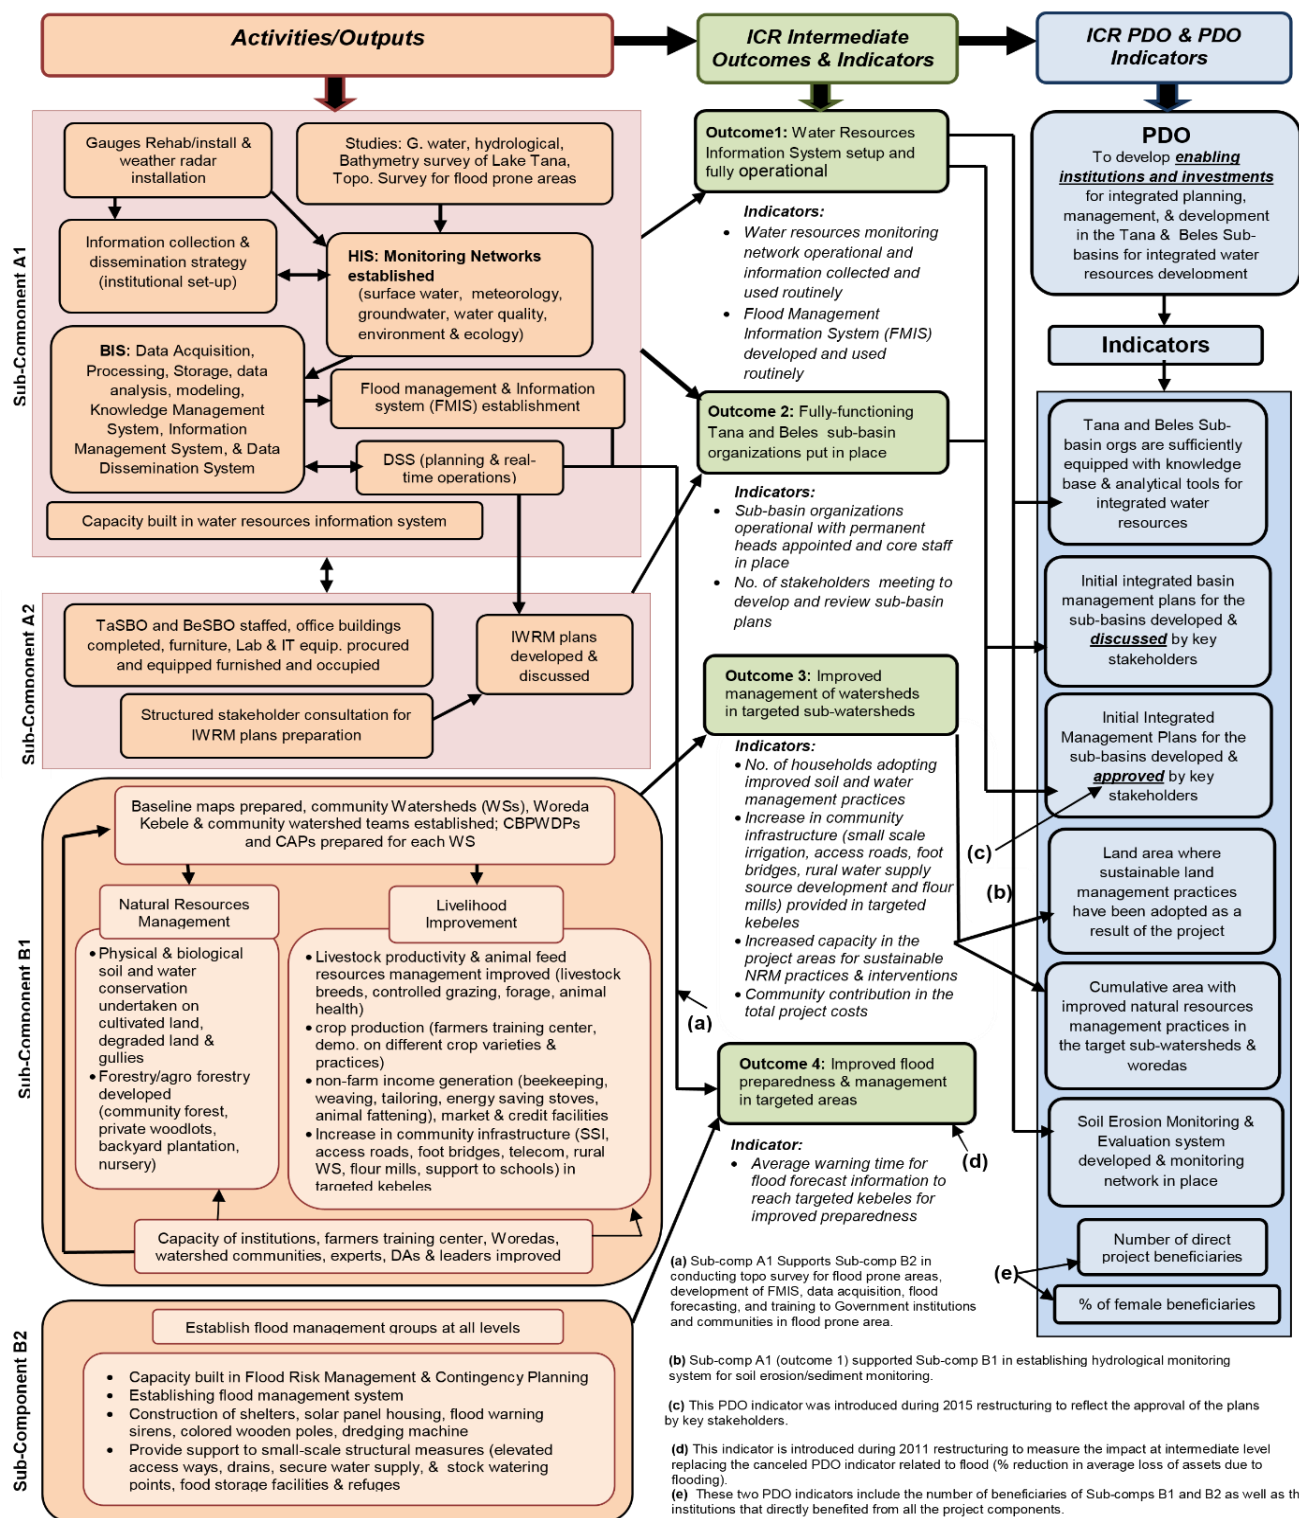 Activities/Outputs
ICR Intermediate
Outcomes & Indicators
ICR PDO & PDO
Indicators
Sub-Component A1
Gauges Rehab/install &
weather radar
installation
Studies: G. water, hydrological,
Bathymetry survey of Lake Tana,
Topo. Survey for flood prone areas
Information collection &
dissemination strategy
(institutional set-up)
HIS: Monitoring Networks
established
(surface water, meteorology,
groundwater, water quality,
environment & ecology)
BIS: Data Acquisition,
Processing, Storage, data
analysis, modeling,
Knowledge Management
System, Information
Management System, & Data
Dissemination System
Flood management & Information
system (FMIS) establishment
DSS (planning & real-
time operations)
Capacity built in water resources information system
Sub-Component A2
TaSBO and BeSBO staffed, office buildings
completed, furniture, Lab & IT equip. procured
and equipped furnished and occupied
IWRM plans
developed &
discussed
Structured stakeholder consultation for
IWRM plans preparation
Sub-Component B1
Baseline maps prepared, community Watersheds (WSs), Woreda
Kebele & community watershed teams established; CBPWDPs
and CAPs prepared for each WS
Natural Resources
Management
• Physical & biological
soil and water
conservation
undertaken on
cultivated land,
degraded land &
gullies
• Forestry/agro forestry
developed
(community forest,
private woodlots,
backyard plantation,
nursery)
Livelihood
Improvement
• Livestock productivity & animal feed
resources management improved (livestock
breeds, controlled grazing, forage, animal
health)
• crop production (farmers training center,
demo. on different crop varieties &
practices)
• non-farm income generation (beekeeping,
weaving, tailoring, energy saving stoves,
animal fattening), market & credit facilities
• Increase in community infrastructure (SSI,
access roads, foot bridges, telecom, rural
WS, flour mills, support to schools) in
targeted kebeles
Capacity of institutions, farmers training center, Woredas,
watershed communities, experts, DAs & leaders improved
Sub-Component B2
Establish flood management groups at all levels
• Capacity built in Flood Risk Management & Contingency Planning
• Establishing flood management system
• Construction of shelters, solar panel housing, flood warning
sirens, colored wooden poles, dredging machine
• Provide support to small-scale structural measures (elevated
access ways, drains, secure water supply, & stock watering
points, food storage facilities & refuges
Outcome1: Water Resources
Information System setup and
fully operational
Indicators:
• Water resources monitoring
network operational and
information collected and
used routinely
• Flood Management
Information System (FMIS)
developed and used
routinely
Outcome 2: Fully-functioning
Tana and Beles sub-basin
organizations put in place
Indicators:
• Sub-basin organizations
operational with permanent
heads appointed and core staff
in place
• No. of stakeholders meeting to
develop and review sub-basin
plans
Outcome 3: Improved
management of watersheds
in targeted sub-watersheds
Indicators:
• No. of households adopting
improved soil and water
management practices
• Increase in community
infrastructure (small scale
irrigation, access roads, foot
bridges, rural water supply
source development and flour
mills) provided in targeted
kebeles
• Increased capacity in the
project areas for sustainable
NRM practices & interventions
• Community contribution in the
total project costs
(a)
(b)
(c)
Outcome 4: Improved flood
preparedness & management
in targeted areas
(d)
Indicator:
• Average warning time for
flood forecast information to
reach targeted kebeles for
improved preparedness
PDO
To develop enabling
institutions and investments
for integrated planning,
management, & development
in the Tana & Beles Sub-
basins for integrated water
resources development
Indicators
Tana and Beles Sub-
basin orgs are sufficiently
equipped with knowledge
base & analytical tools for
integrated water
resources
Initial integrated basin
management plans for the
sub-basins developed &
discussed by key
stakeholders
Initial Integrated
Management Plans for the
sub-basins developed &
approved by key
stakeholders
Land area where
sustainable land
management practices
have been adopted as a
result of the project
Cumulative area with
improved natural resources
management practices in
the target sub-watersheds &
woredas
Soil Erosion Monitoring &
Evaluation system
developed & monitoring
network in place
(e)
Number of direct
project beneficiaries
% of female beneficiaries
(a) Sub-comp A1 Supports Sub-comp B2 in
conducting topo survey for flood prone areas,
development of FMIS, data acquisition, flood
forecasting, and training to Government institutions
and communities in flood prone area.
(b) Sub-comp A1 (outcome 1) supported Sub-comp B1 in establishing hydrological monitoring
system for soil erosion/sediment monitoring.
(c) This PDO indicator was introduced during 2015 restructuring to reflect the approval of the plans
by key stakeholders.
(d) This indicator is introduced during 2011 restructuring to measure the impact at intermediate level
replacing the canceled PDO indicator related to flood (% reduction in average loss of assets due to
flooding).
(e) These two PDO indicators include the number of beneficiaries of Sub-comps B1 and B2 as well as th
institutions that directly benefited from all the project components.